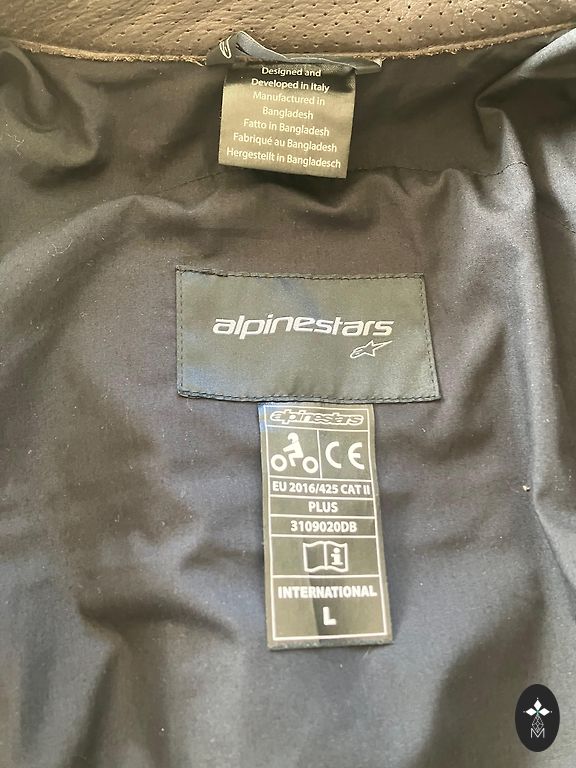 Designed and
Developed in Italy
Manufactured in
Bangladesh
Fatto in Bangladesh
Fabriqué au Bangladesh
Hergestellt in Bangladesch
alpinestars
alpinestars
CE
EU 2016/425 CAT II
PLUS
3109020DB
i
INTERNATIONAL
L
M